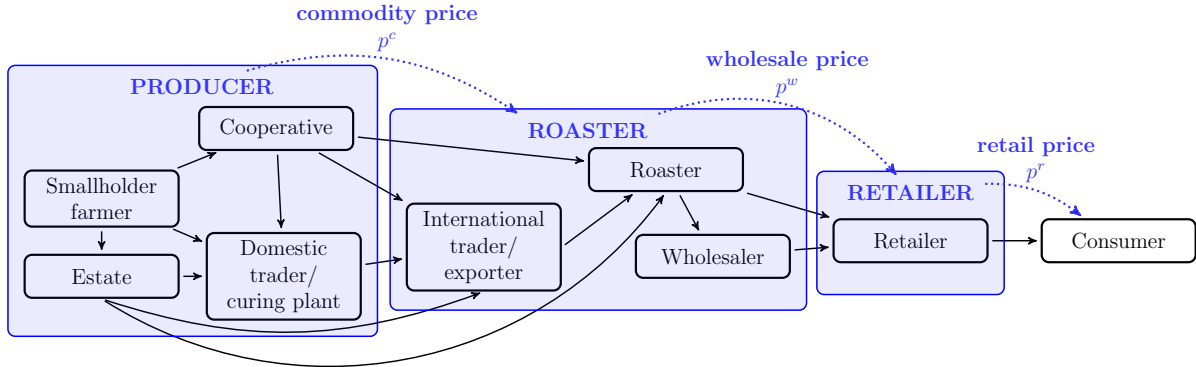 commodity price
p^c
PRODUCER
Cooperative
Smallholder
farmer
Estate
Domestic
trader/
curing plant
wholesale price
p^w
ROASTER
Roaster
International
trader/
exporter
Wholesaler
retail price
p^r
RETAILER
Retailer
Consumer